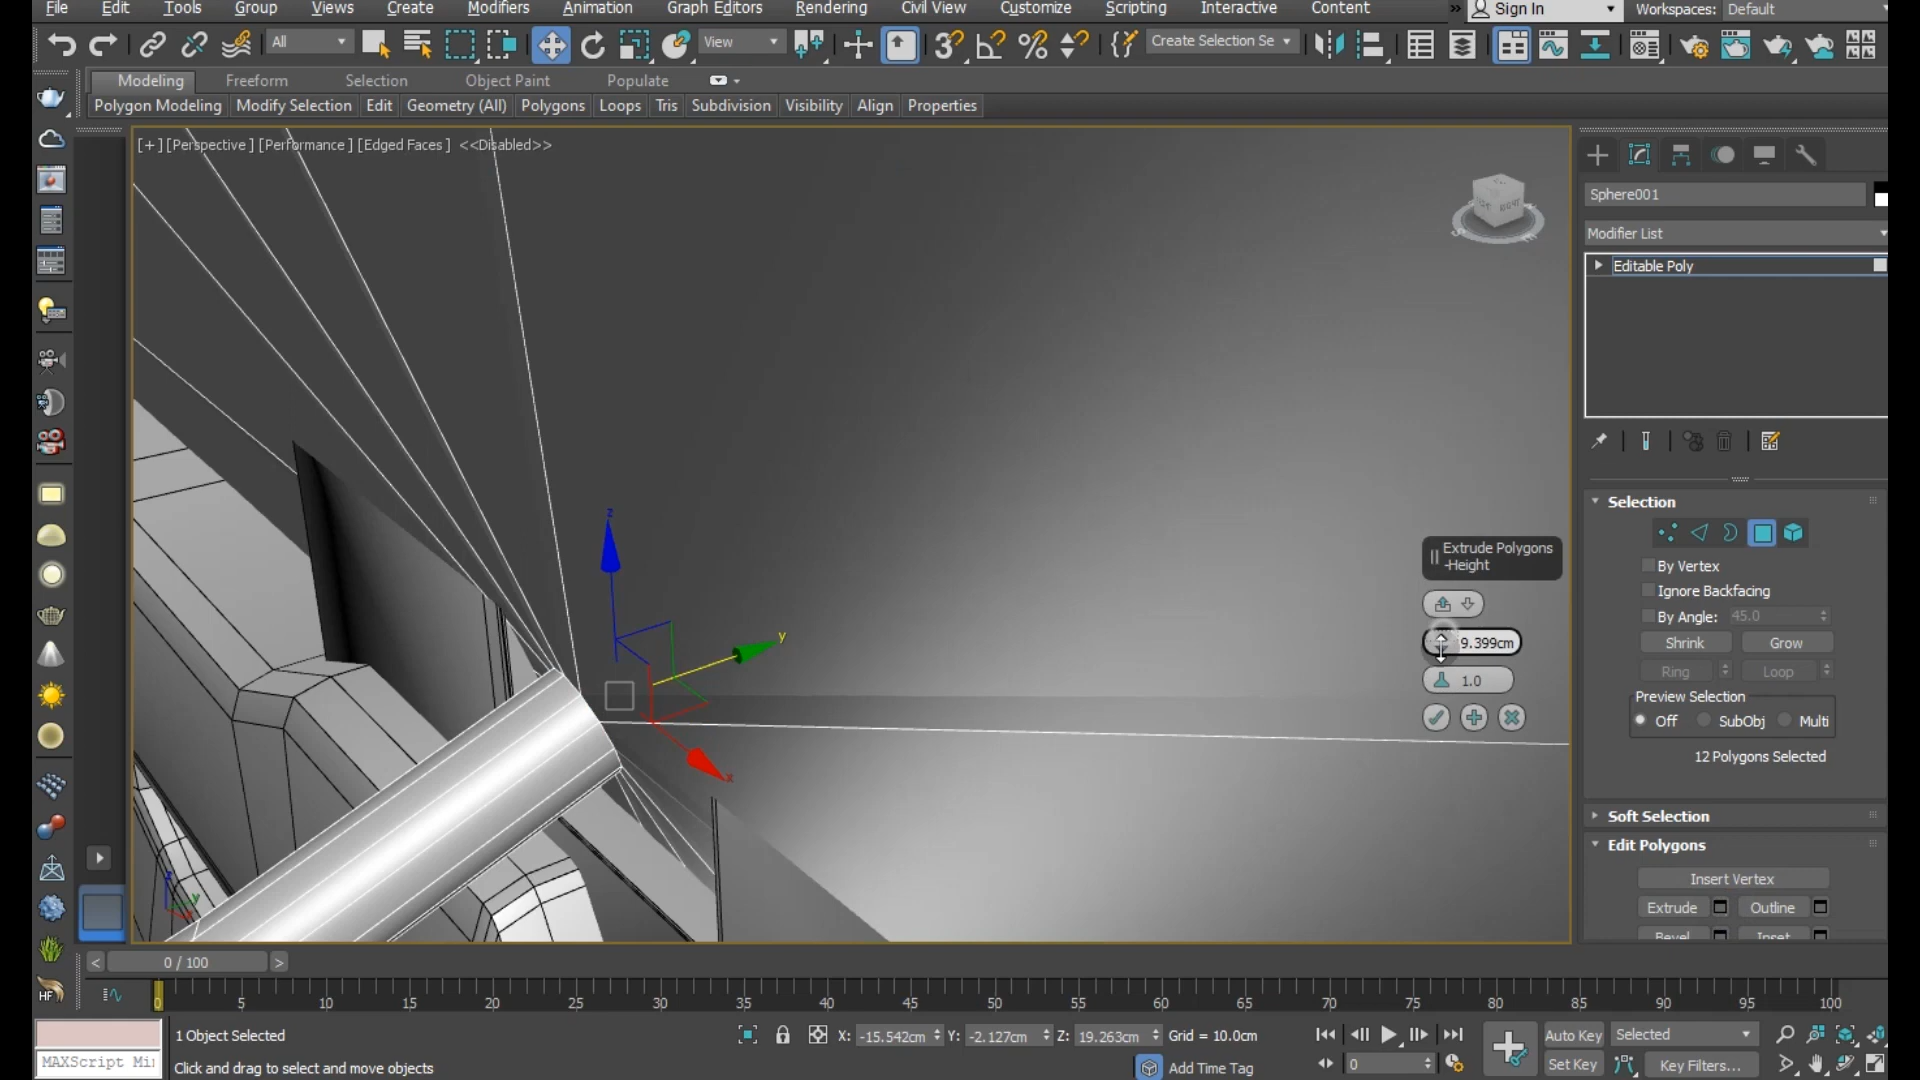 File Edit Tools Group Views Create Modifiers Animation Graph Editors Rendering Civil View Customize Scripting Interactive Content » Sign In Workspaces: Default
All View Create Selection Se
Modeling Freeform Selection Object Paint Populate
Polygon Modeling Modify Selection Edit Geometry (All) Polygons Loops Tris Subdivision Visibility Align Properties
[+] [Perspective ] [Performance ] [Edged Faces ] <<Disabled>>
Sphere001
Modifier List
Editable Poly
Selection
By Vertex
Ignore Backfacing
By Angle: 45.0
Shrink Grow
Ring Loop
Preview Selection
Off SubObj Multi
12 Polygons Selected
Soft Selection
Edit Polygons
Insert Vertex
Extrude Outline
Bevel Inset
Extrude Polygons
-Height
9.399cm
1.0
z
y
x
0 / 100
0 5 10 15 20 25 30 35 40 45 50 55 60 65 70 75 80 85 90 95 100
1 Object Selected X: -15.542cm Y: -2.127cm Z: 19.263cm Grid = 10.0cm Auto Key Selected
MAXScript Mi Click and drag to select and move objects Add Time Tag 0 Set Key Key Filters...
HF